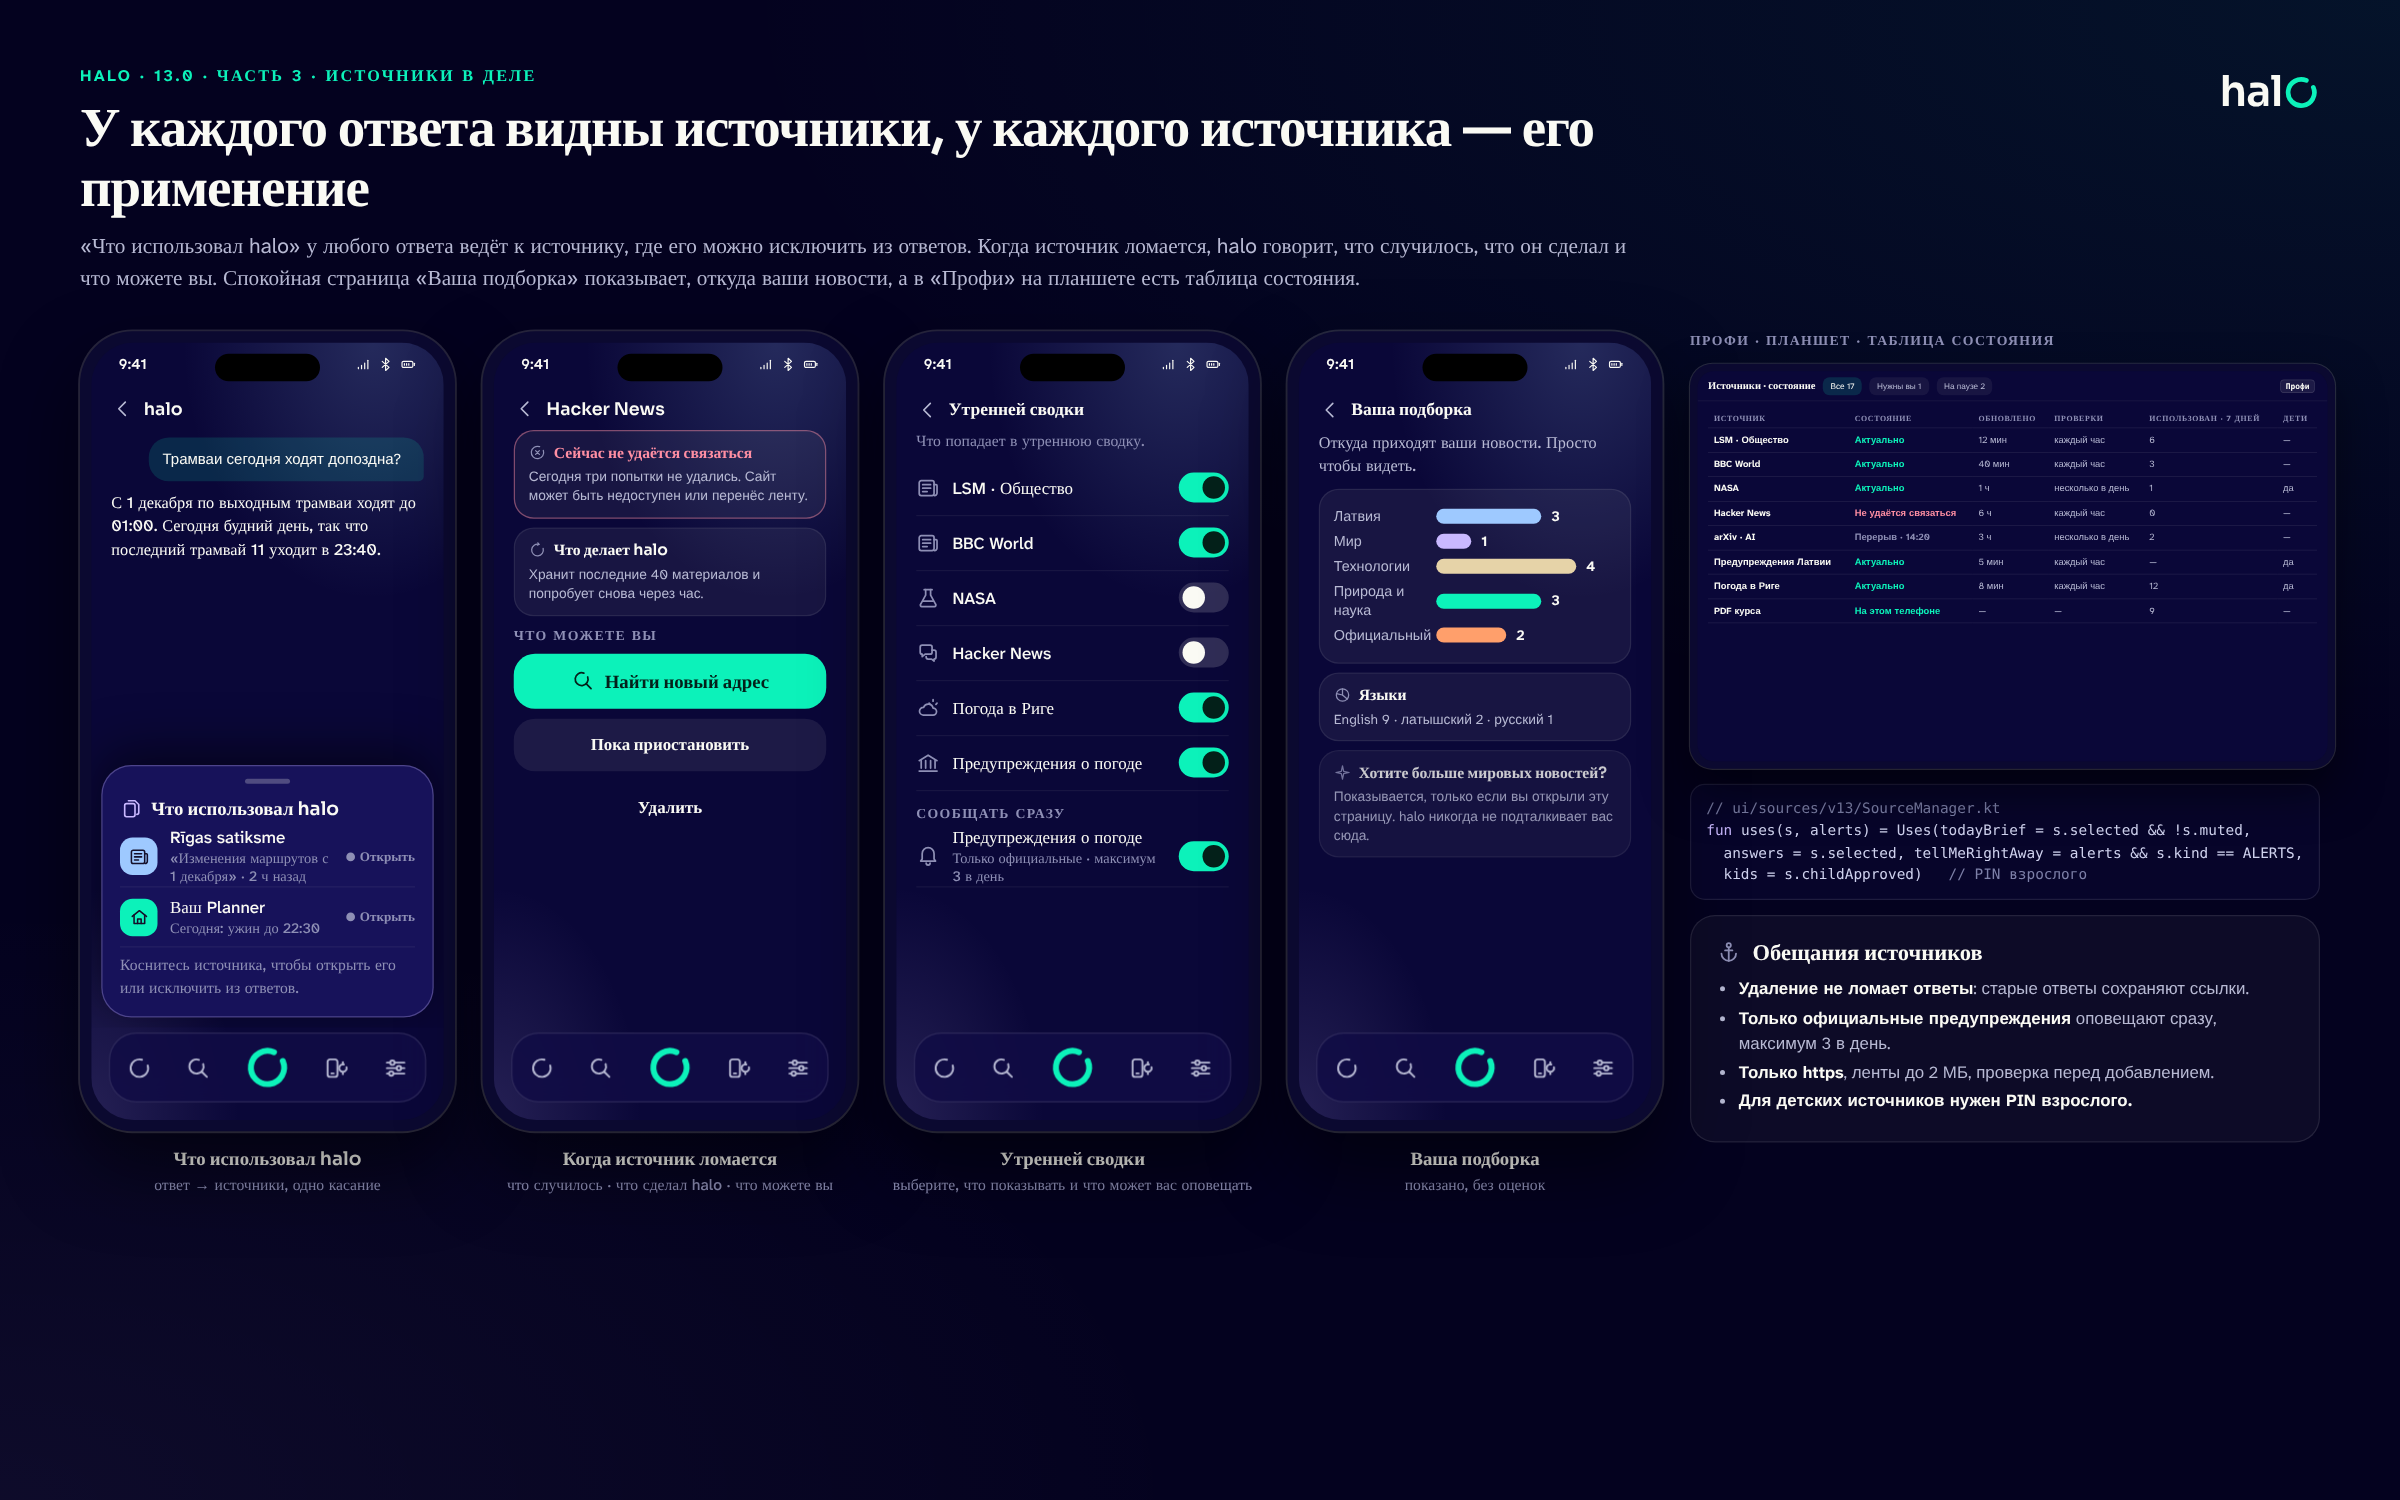 HALO · 13.0 · ЧАСТЬ 3 · ИСТОЧНИКИ В ДЕЛЕ
halo
У каждого ответа видны источники, у каждого источника — его
применение
«Что использовал halo» у любого ответа ведёт к источнику, где его можно исключить из ответов. Когда источник ломается, halo говорит, что случилось, что он сделал и
что можете вы. Спокойная страница «Ваша подборка» показывает, откуда ваши новости, а в «Профи» на планшете есть таблица состояния.
9:41
halo
Трамваи сегодня ходят допоздна?
С 1 декабря по выходным трамваи ходят до
01:00. Сегодня будний день, так что
последний трамвай 11 уходит в 23:40.
Что использовал halo
Rīgas satiksme
«Изменения маршрутов с
1 декабря» · 2 ч назад
Открыть
Ваш Planner
Сегодня: ужин до 22:30
Открыть
Коснитесь источника, чтобы открыть его
или исключить из ответов.
Что использовал halo
ответ → источники, одно касание
9:41
Hacker News
Сейчас не удаётся связаться
Сегодня три попытки не удались. Сайт
может быть недоступен или перенёс ленту.
Что делает halo
Хранит последние 40 материалов и
попробует снова через час.
ЧТО МОЖЕТЕ ВЫ
Найти новый адрес
Пока приостановить
Удалить
Когда источник ломается
что случилось · что сделал halo · что можете вы
9:41
Утренней сводки
Что попадает в утреннюю сводку.
LSM · Общество
BBC World
NASA
Hacker News
Погода в Риге
Предупреждения о погоде
СООБЩАТЬ СРАЗУ
Предупреждения о погоде
Только официальные · максимум
3 в день
Утренней сводки
выберите, что показывать и что может вас оповещать
9:41
Ваша подборка
Откуда приходят ваши новости. Просто
чтобы видеть.
Латвия 3
Мир 1
Технологии 4
Природа и
наука 3
Официальный 2
Языки
English 9 · латышский 2 · русский 1
Хотите больше мировых новостей?
Показывается, только если вы открыли эту
страницу. halo никогда не подталкивает вас
сюда.
Ваша подборка
показано, без оценок
ПРОФИ · ПЛАНШЕТ · ТАБЛИЦА СОСТОЯНИЯ
Источники · состояние Все 17 Нужны вы 1 На паузе 2 Профи
ИСТОЧНИК СОСТОЯНИЕ ОБНОВЛЕНО ПРОВЕРКИ ИСПОЛЬЗОВАН · 7 ДНЕЙ ДЕТИ
LSM · Общество Актуально 12 мин каждый час 6 —
BBC World Актуально 40 мин каждый час 3 —
NASA Актуально 1 ч несколько в день 1 да
Hacker News Не удаётся связаться 6 ч каждый час 0 —
arXiv · AI Перерыв · 14:20 3 ч несколько в день 2 —
Предупреждения Латвии Актуально 5 мин каждый час — да
Погода в Риге Актуально 8 мин каждый час 12 да
PDF курса На этом телефоне — — 9 —
// ui/sources/v13/SourceManager.kt
fun uses(s, alerts) = Uses(todayBrief = s.selected && !s.muted,
answers = s.selected, tellMeRightAway = alerts && s.kind == ALERTS,
kids = s.childApproved) // PIN взрослого
Обещания источников
• Удаление не ломает ответы: старые ответы сохраняют ссылки.
• Только официальные предупреждения оповещают сразу,
максимум 3 в день.
• Только https, ленты до 2 МБ, проверка перед добавлением.
• Для детских источников нужен PIN взрослого.